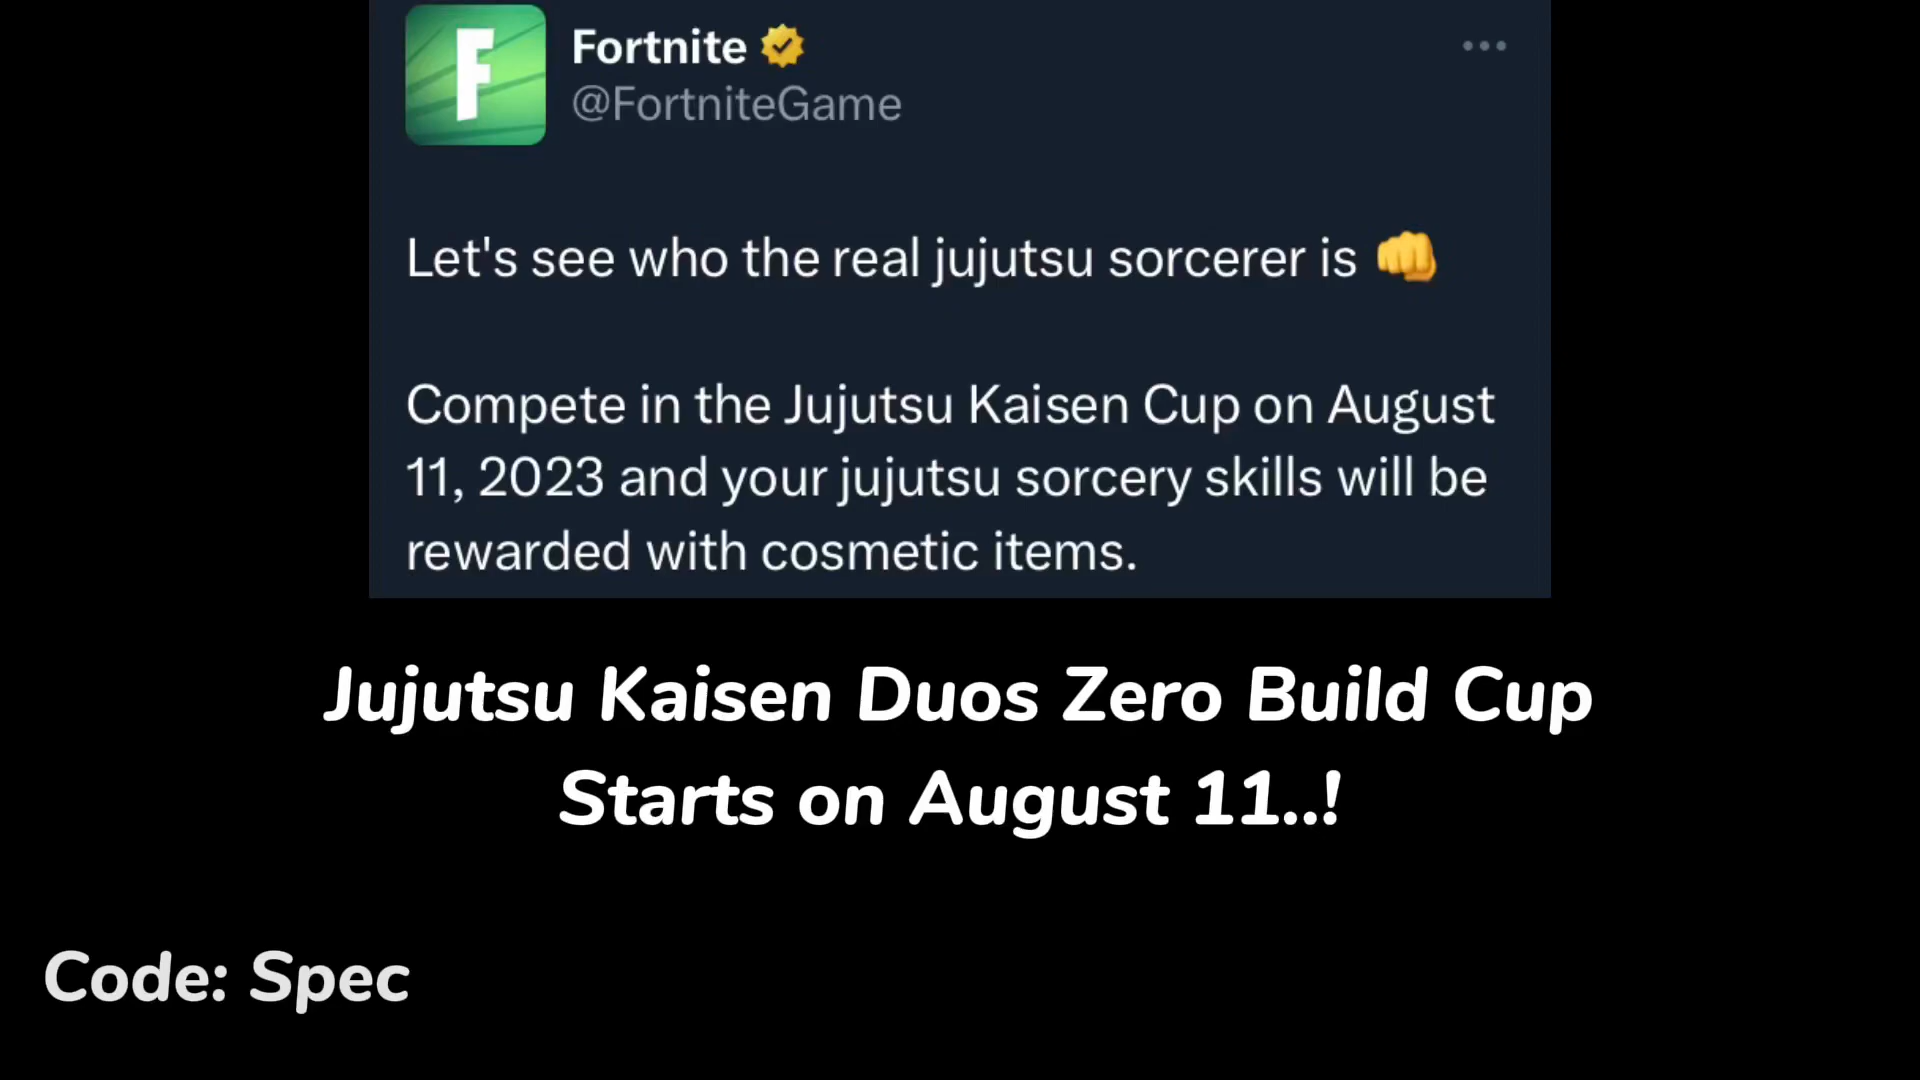 F
Fortnite
@FortniteGame
Let's see who the real jujutsu sorcerer is 👊
Compete in the Jujutsu Kaisen Cup on August
11, 2023 and your jujutsu sorcery skills will be
rewarded with cosmetic items.
Jujutsu Kaisen Duos Zero Build Cup
Starts on August 11..!
Code: Spec